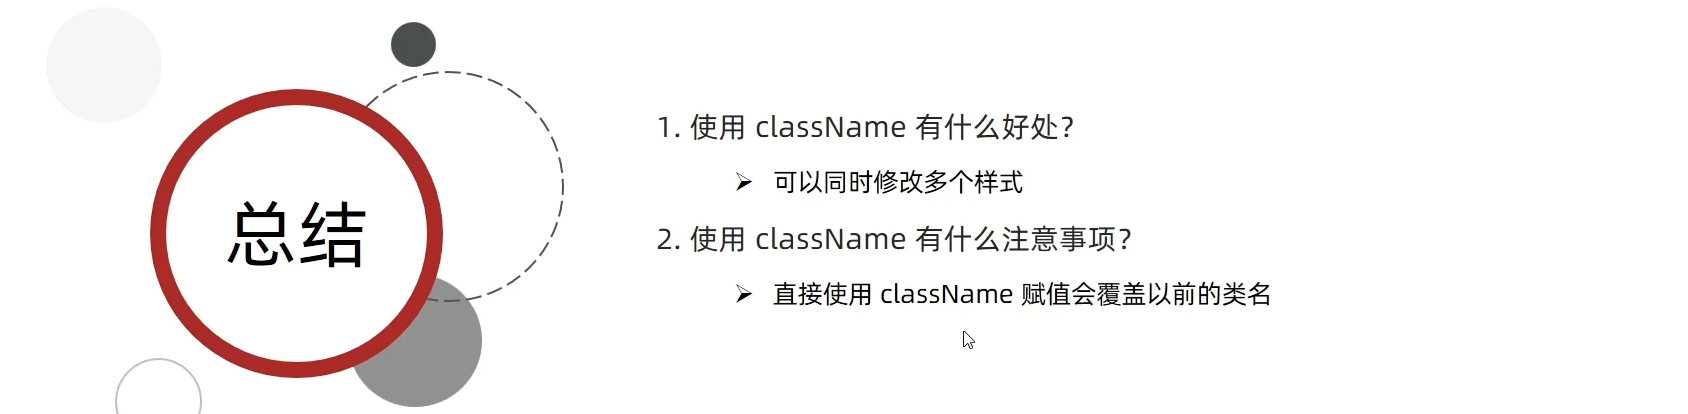 总结
1. 使用 className 有什么好处？
➢ 可以同时修改多个样式
2. 使用 className 有什么注意事项？
➢ 直接使用 className 赋值会覆盖以前的类名